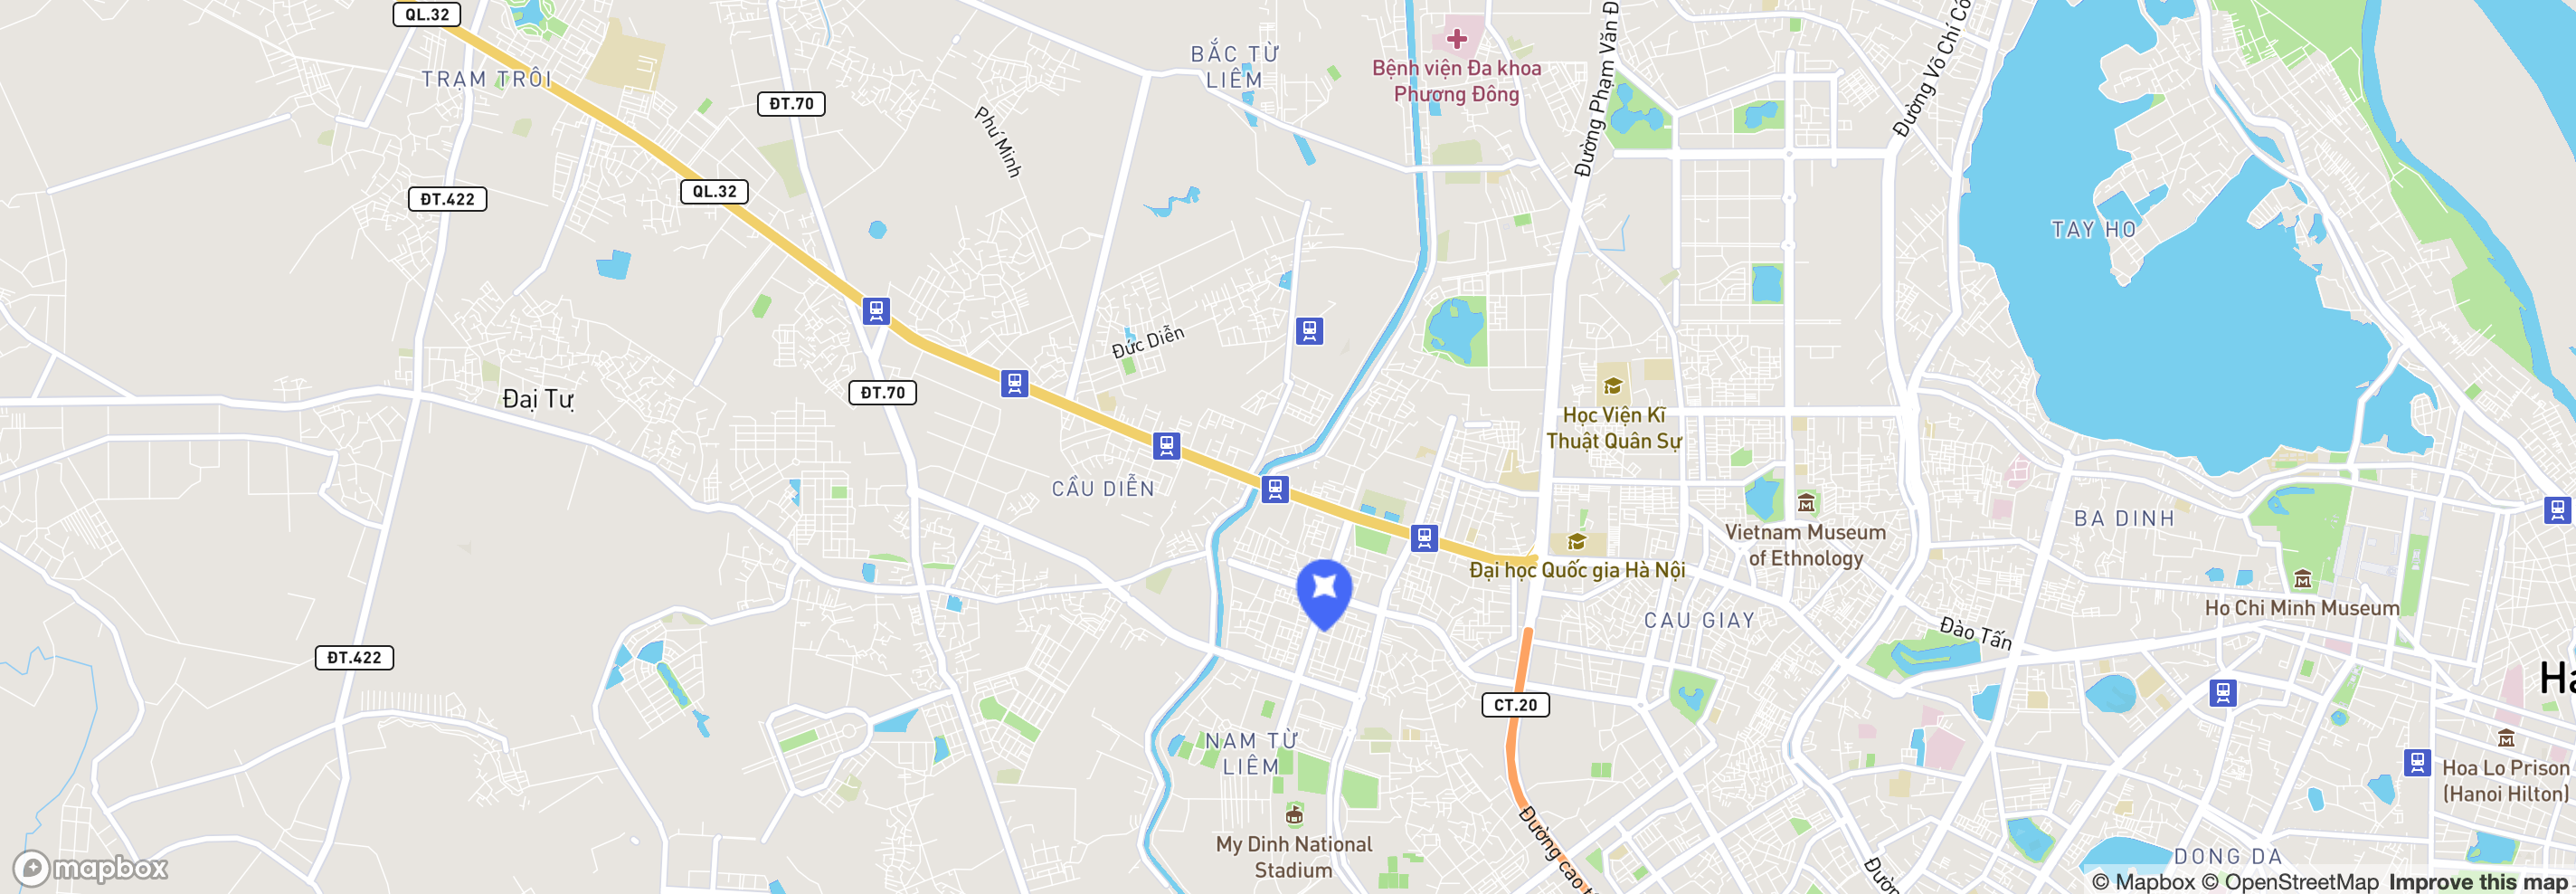 QL.32
TRẠM TRÔI
BẮC TỪ
LIÊM
Bệnh viện Đa khoa
Phương Đông
Đường Phạm Văn Đ
Đường Võ Chí Cô
ĐT.70
Phú Minh
QL.32
ĐT.422
TAY HO
Đức Diễn
ĐT.70
Đại Tự
Học Viện Kĩ
Thuật Quân Sự
CẦU DIỄN
Vietnam Museum
of Ethnology
BA DINH
Đại học Quốc gia Hà Nội
CAU GIAY
Ho Chi Minh Museum
Đào Tấn
ĐT.422
Ha
CT.20
NAM TỪ
LIÊM
Hoa Lo Prison
(Hanoi Hilton)
My Dinh National
Stadium
Đường cao t
Đườn
DONG DA
mapbox
© Mapbox © OpenStreetMap Improve this map